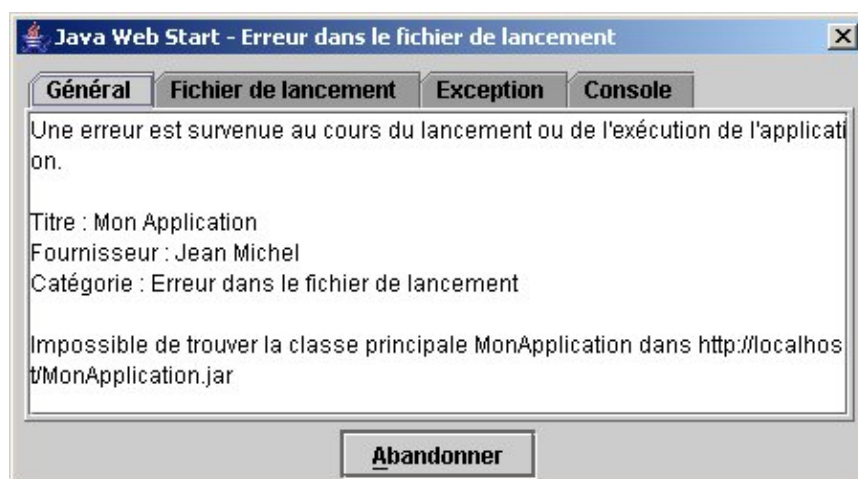 Java Web Start - Erreur dans le fichier de lancement
Général Fichier de lancement Exception Console
Une erreur est survenue au cours du lancement ou de l'exécution de l'applicati
on.
Titre : Mon Application
Fournisseur : Jean Michel
Catégorie : Erreur dans le fichier de lancement
Impossible de trouver la classe principale MonApplication dans http://localhos
t/MonApplication.jar
Abandonner